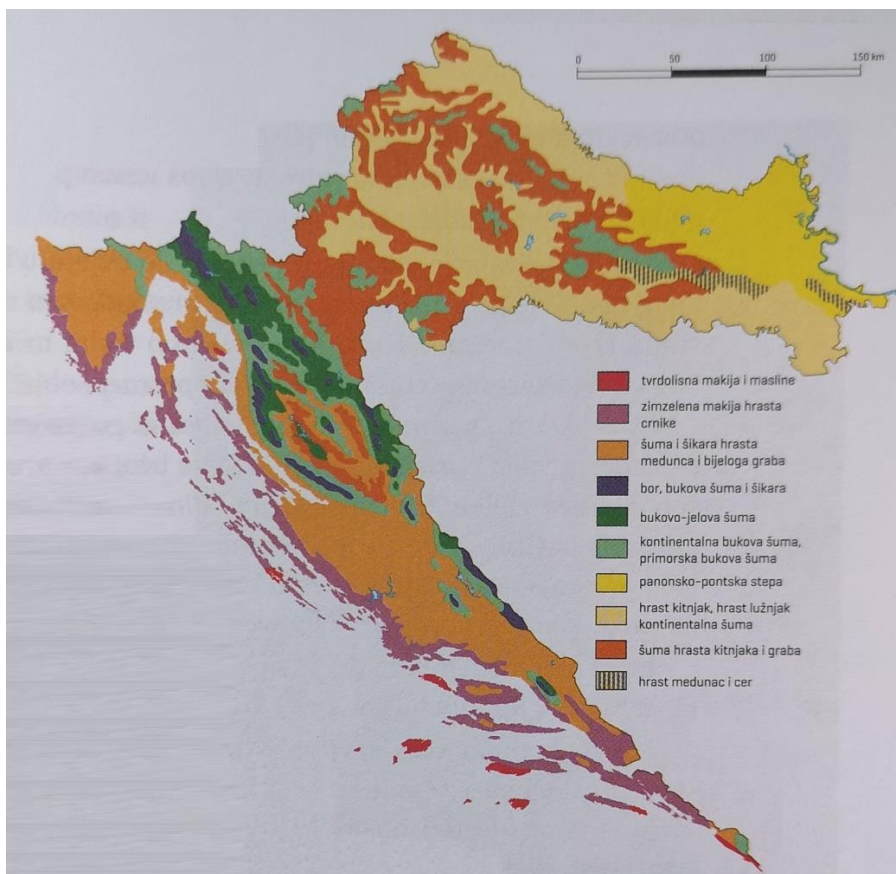 0 50 100 150 km
tvrdolisna makija i masline
zimzelena makija hrasta
crnike
šuma i šikara hrasta
medunca i bijeloga graba
bor, bukova šuma i šikara
bukovo-jelova šuma
kontinentalna bukova šuma,
primorska bukova šuma
panonsko-pontska stepa
hrast kitnjak, hrast lužnjak
kontinentalna šuma
šuma hrasta kitnjaka i graba
hrast medunac i cer